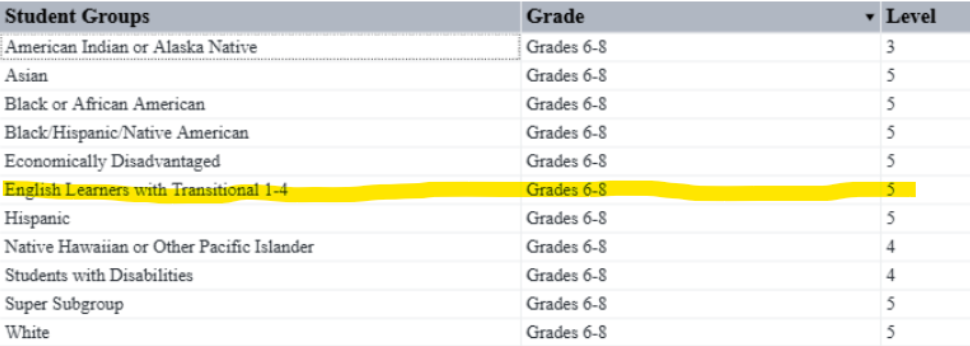 Student Groups Grade Level
American Indian or Alaska Native Grades 6-8 3
Asian Grades 6-8 5
Black or African American Grades 6-8 5
Black/Hispanic/Native American Grades 6-8 5
Economically Disadvantaged Grades 6-8 5
English Learners with Transitional 1-4 Grades 6-8 5
Hispanic Grades 6-8 5
Native Hawaiian or Other Pacific Islander Grades 6-8 4
Students with Disabilities Grades 6-8 4
Super Subgroup Grades 6-8 5
White Grades 6-8 5